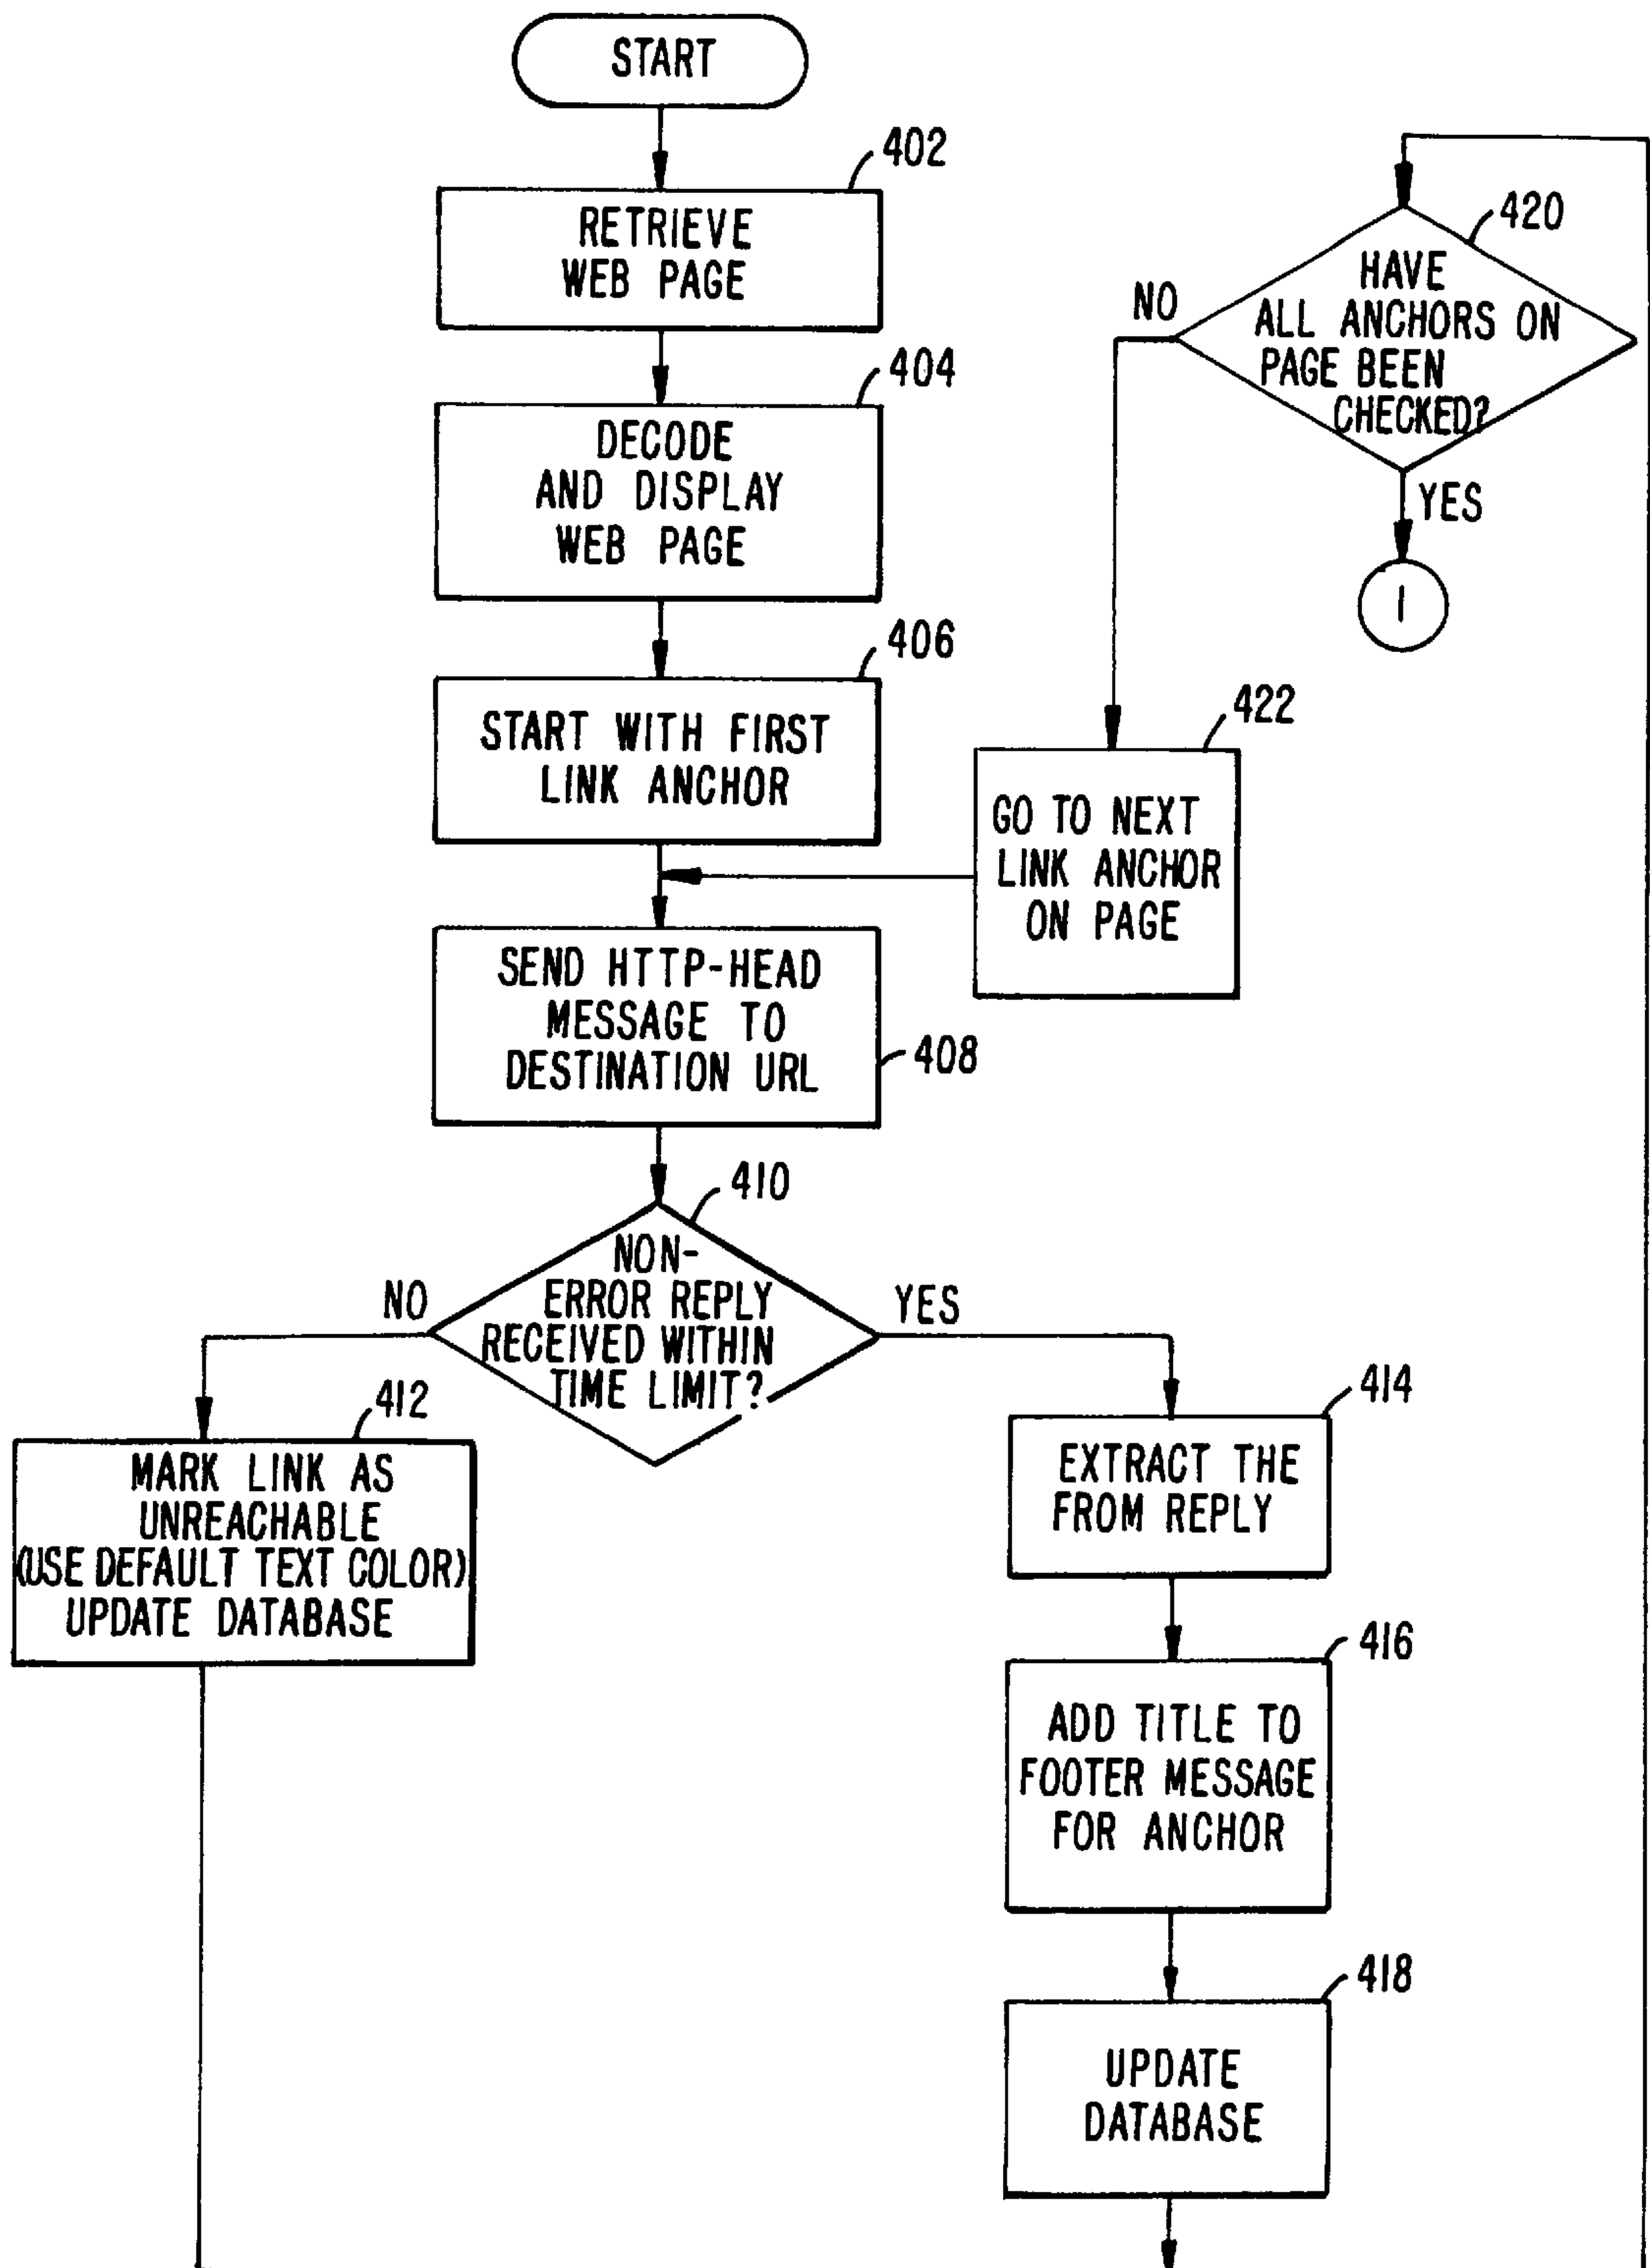 START
402
RETRIEVE
WEB PAGE
404
DECODE
AND DISPLAY
WEB PAGE
406
START WITH FIRST
LINK ANCHOR
SEND HTTP-HEAD
MESSAGE TO
DESTINATION URL
408
410
NON-
ERROR REPLY
RECEIVED WITHIN
TIME LIMIT?
NO
YES
412
MARK LINK AS
UNREACHABLE
(USE DEFAULT TEXT COLOR)
UPDATE DATABASE
414
EXTRACT THE
FROM REPLY
416
ADD TITLE TO
FOOTER MESSAGE
FOR ANCHOR
418
UPDATE
DATABASE
420
HAVE
ALL ANCHORS ON
PAGE BEEN
CHECKED?
NO
YES
1
422
GO TO NEXT
LINK ANCHOR
ON PAGE